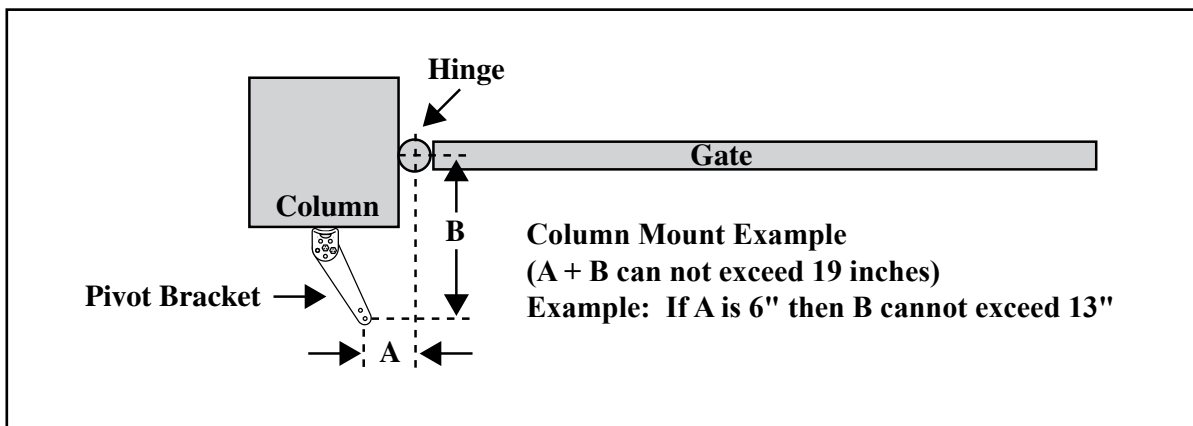 Hinge
Gate
Column
B
Column Mount Example
(A + B can not exceed 19 inches)
Pivot Bracket
Example: If A is 6" then B cannot exceed 13"
A